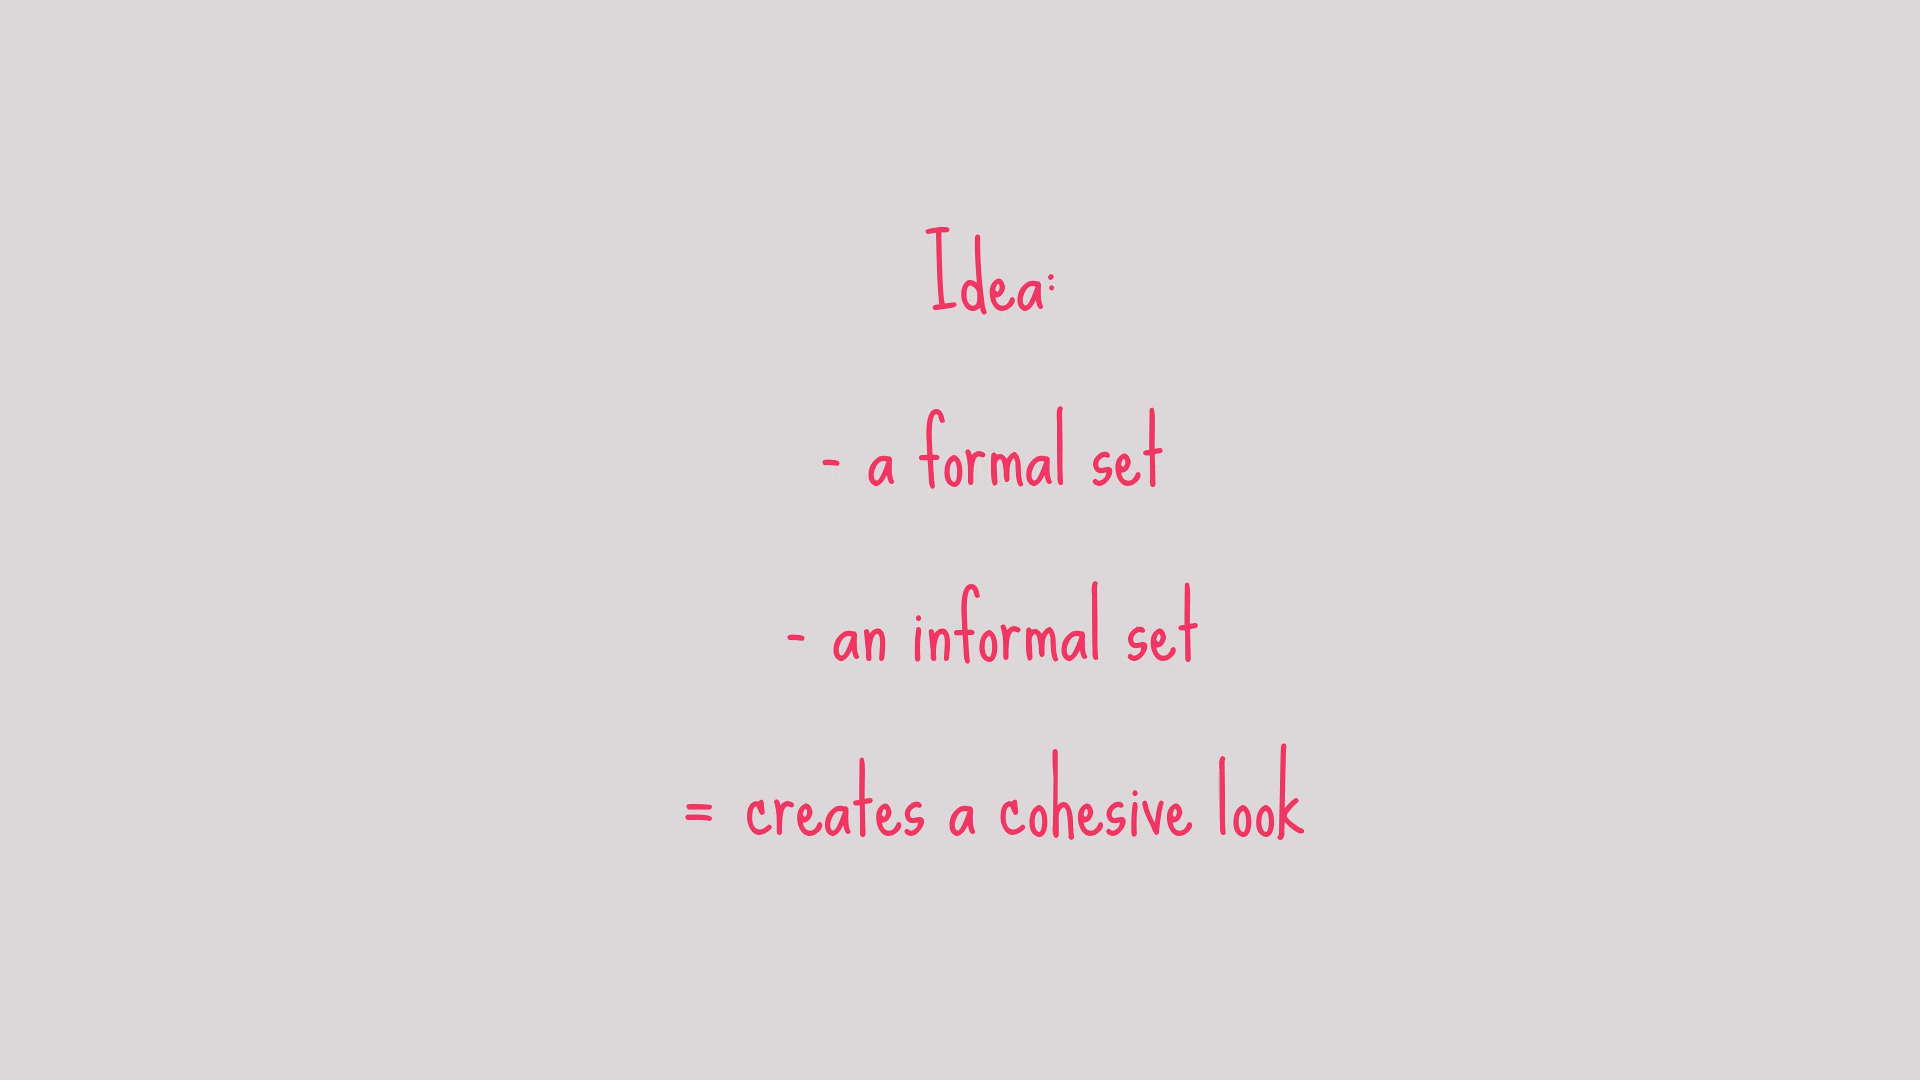 Idea:
- a formal set
- an informal set
= creates a cohesive look